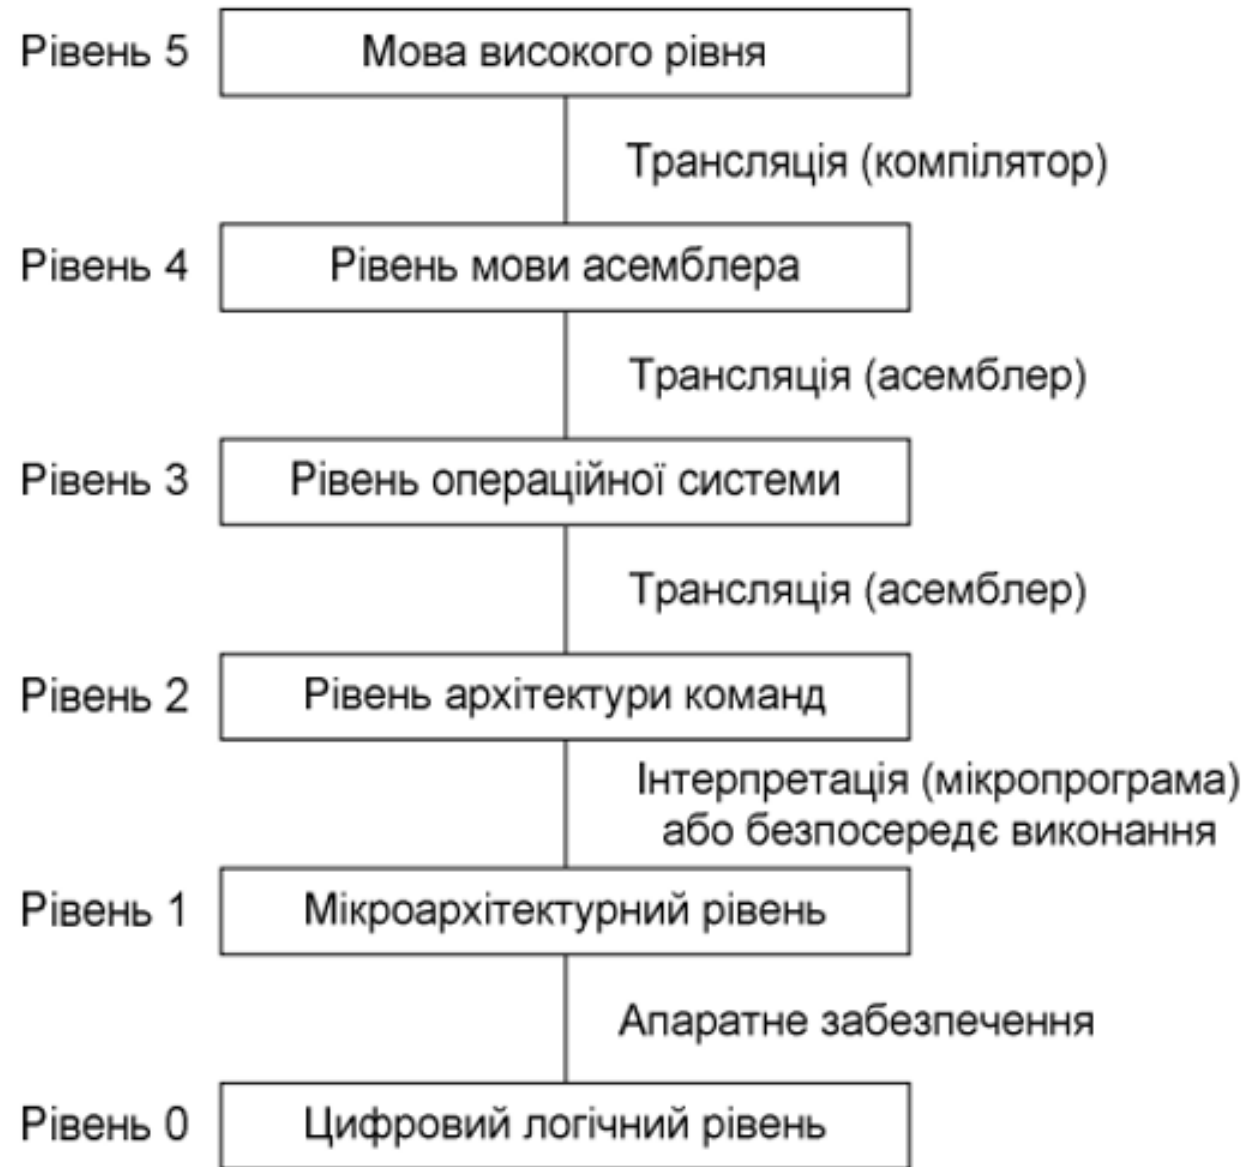 Рівень 5 Мова високого рівня
Трансляція (компілятор)
Рівень 4 Рівень мови асемблера
Трансляція (асемблер)
Рівень 3 Рівень операційної системи
Трансляція (асемблер)
Рівень 2 Рівень архітектури команд
Інтерпретація (мікропрограма)
або безпосередє виконання
Рівень 1 Мікроархітектурний рівень
Апаратне забезпечення
Рівень 0 Цифровий логічний рівень